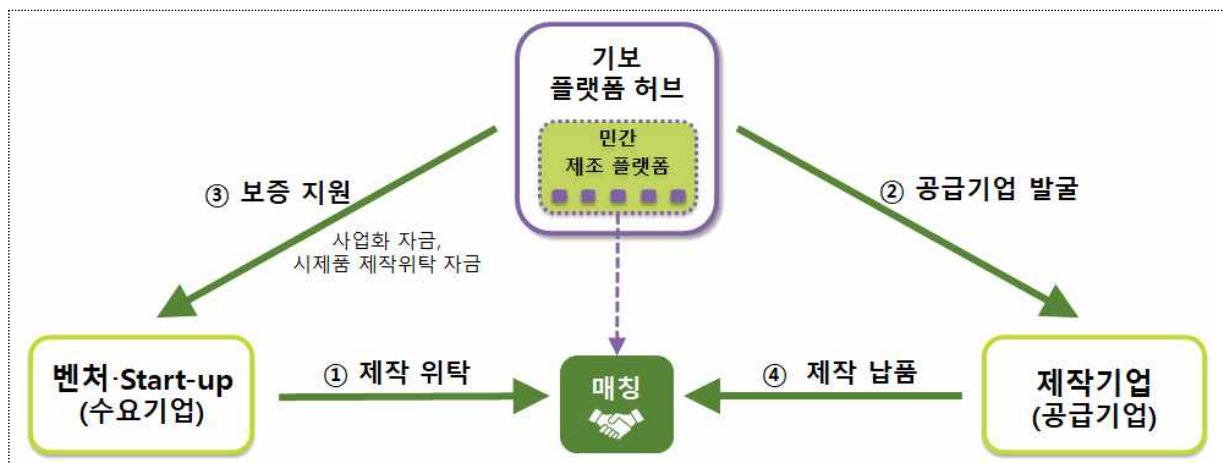 기보
플랫폼 허브
민간
제조 플랫폼
③ 보증 지원
사업화 자금,
시제품 제작위탁 자금
② 공급기업 발굴
벤처·Start-up
(수요기업)
① 제작 위탁
매칭
④ 제작 납품
제작기업
(공급기업)